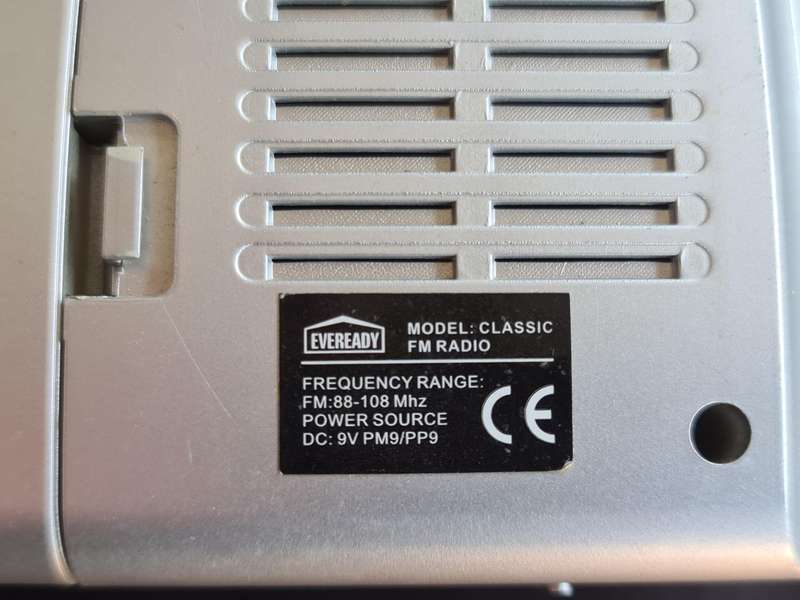 EVEREADY
MODEL: CLASSIC
FM RADIO
FREQUENCY RANGE:
FM:88-108 Mhz
POWER SOURCE
DC: 9V PM9/PP9
CE